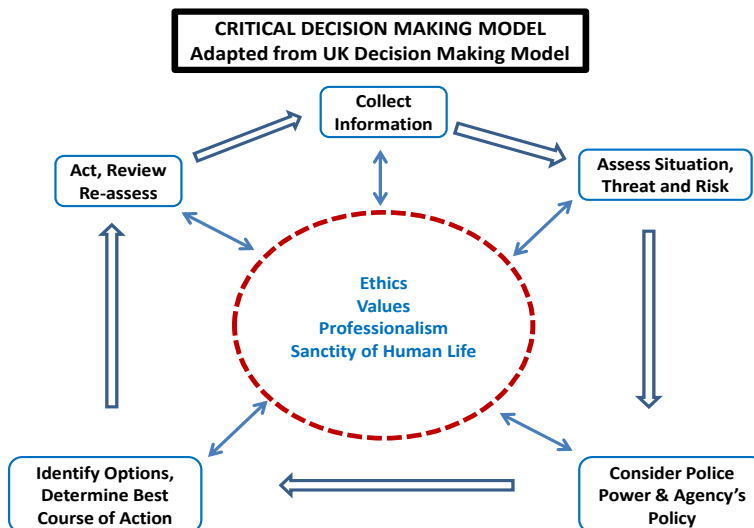 CRITICAL DECISION MAKING MODEL
Adapted from UK Decision Making Model
Collect
Information
Assess Situation,
Threat and Risk
Consider Police
Power & Agency's
Policy
Identify Options,
Determine Best
Course of Action
Act, Review
Re-assess
Ethics
Values
Professionalism
Sanctity of Human Life